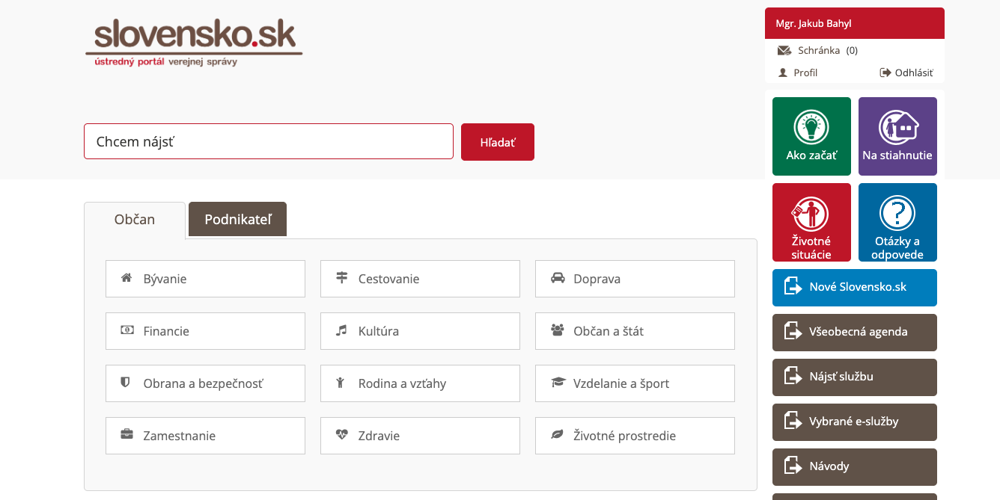 slovensko.sk
ústredný portál verejnej správy
Mgr. Jakub Bahyl
Schránka (0)
Profil
Odhlásiť
Chcem nájsť
Hľadať
Ako začať
Na stiahnutie
Životné
situácie
Otázky a
odpovede
Občan
Podnikateľ
Bývanie
Cestovanie
Doprava
Financie
Kultúra
Občan a štát
Obrana a bezpečnosť
Rodina a vzťahy
Vzdelanie a šport
Zamestnanie
Zdravie
Životné prostredie
Nové Slovensko.sk
Všeobecná agenda
Nájsť službu
Vybrané e-služby
Návody